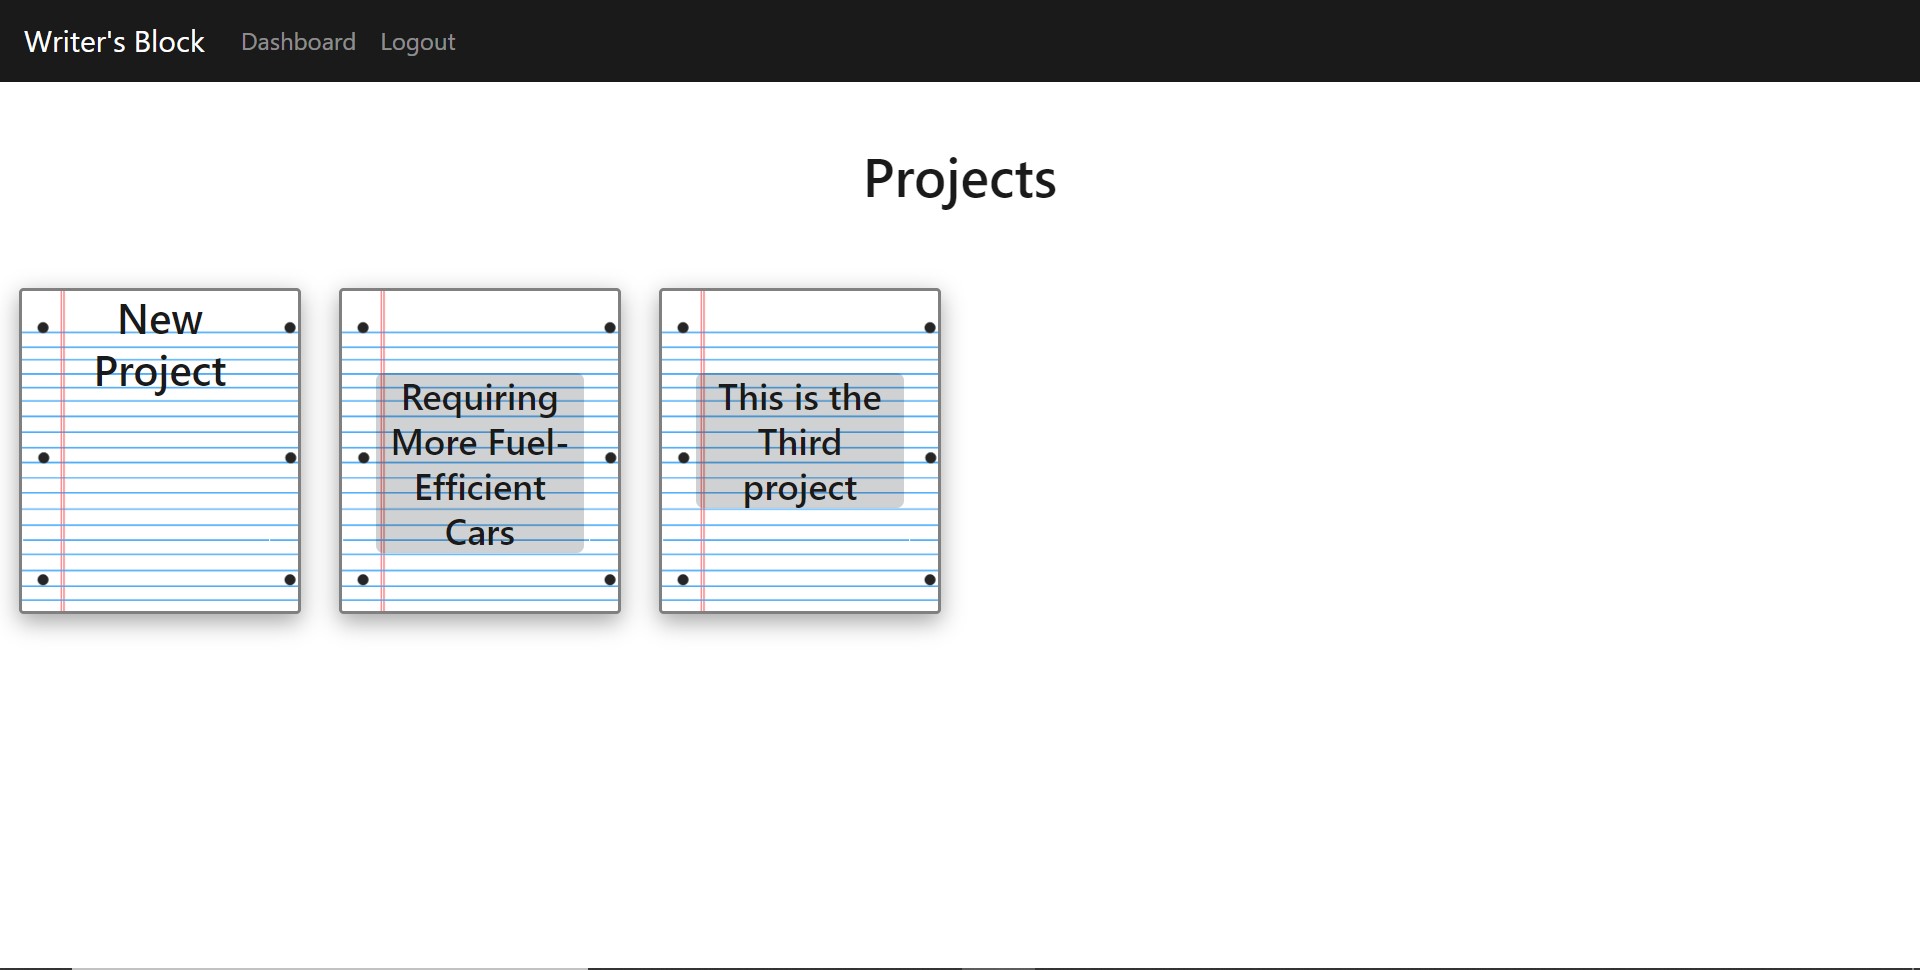 Writer's Block Dashboard Logout
Projects
New
Project
Requiring
More Fuel-
Efficient
Cars
This is the
Third
project